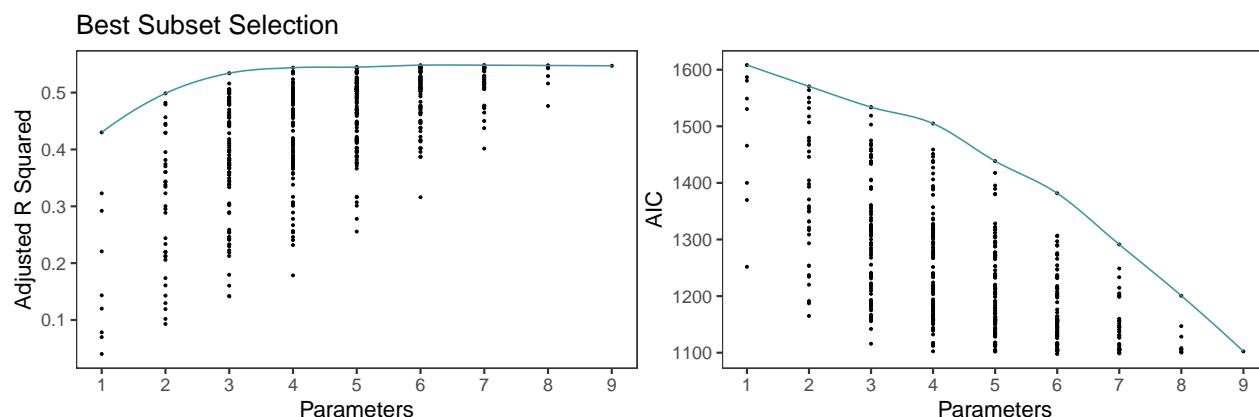 Best Subset Selection
Adjusted R Squared
0.5
0.4
0.3
0.2
0.1
1 2 3 4 5 6 7 8 9
Parameters
AIC
1600
1500
1400
1300
1200
1100
1 2 3 4 5 6 7 8 9
Parameters